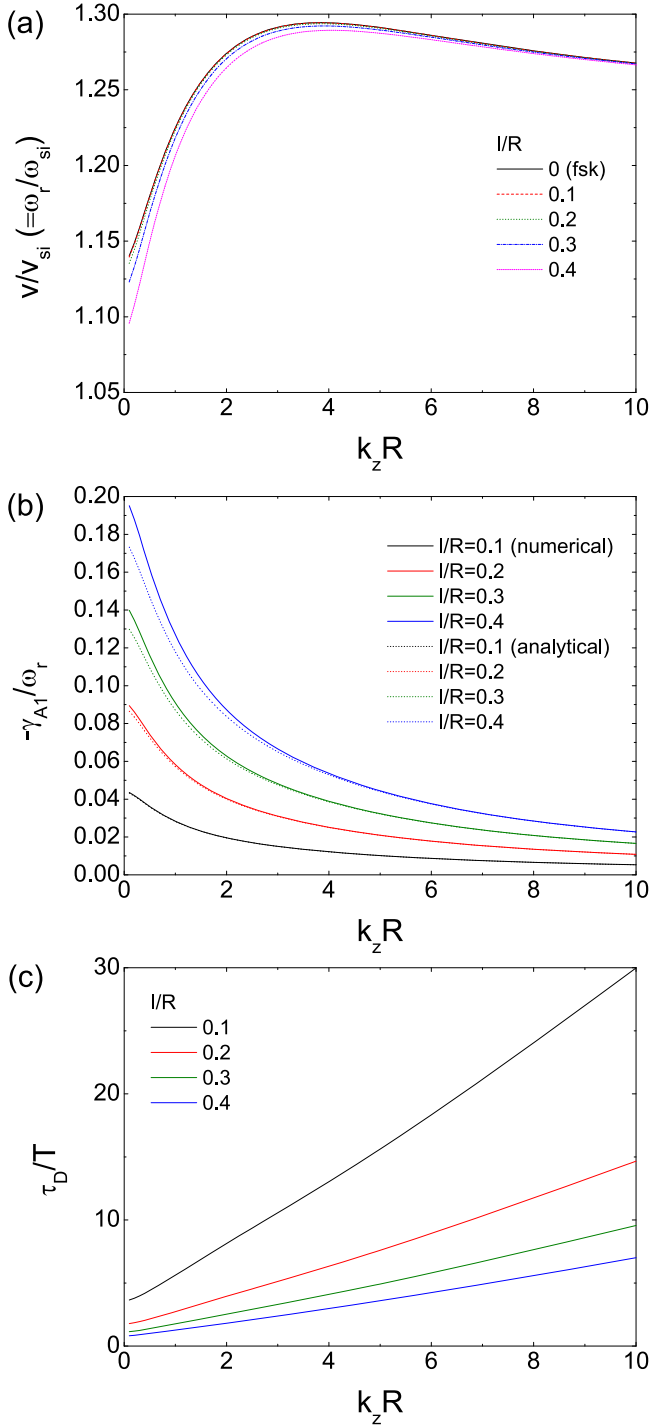 (a)
1.30
1.25
1.20
1.15
1.10
1.05
v/v_si (=ω_r/ω_si)
l/R
0 (fsk)
0.1
0.2
0.3
0.4
0 2 4 6 8 10
k_zR
(b)
0.20
0.18
0.16
0.14
0.12
0.10
0.08
0.06
0.04
0.02
0.00
-γ_A1/ω_r
l/R=0.1 (numerical)
l/R=0.2
l/R=0.3
l/R=0.4
l/R=0.1 (analytical)
l/R=0.2
l/R=0.3
l/R=0.4
0 2 4 6 8 10
k_zR
(c)
30
20
10
0
τ_D/T
l/R
0.1
0.2
0.3
0.4
0 2 4 6 8 10
k_zR